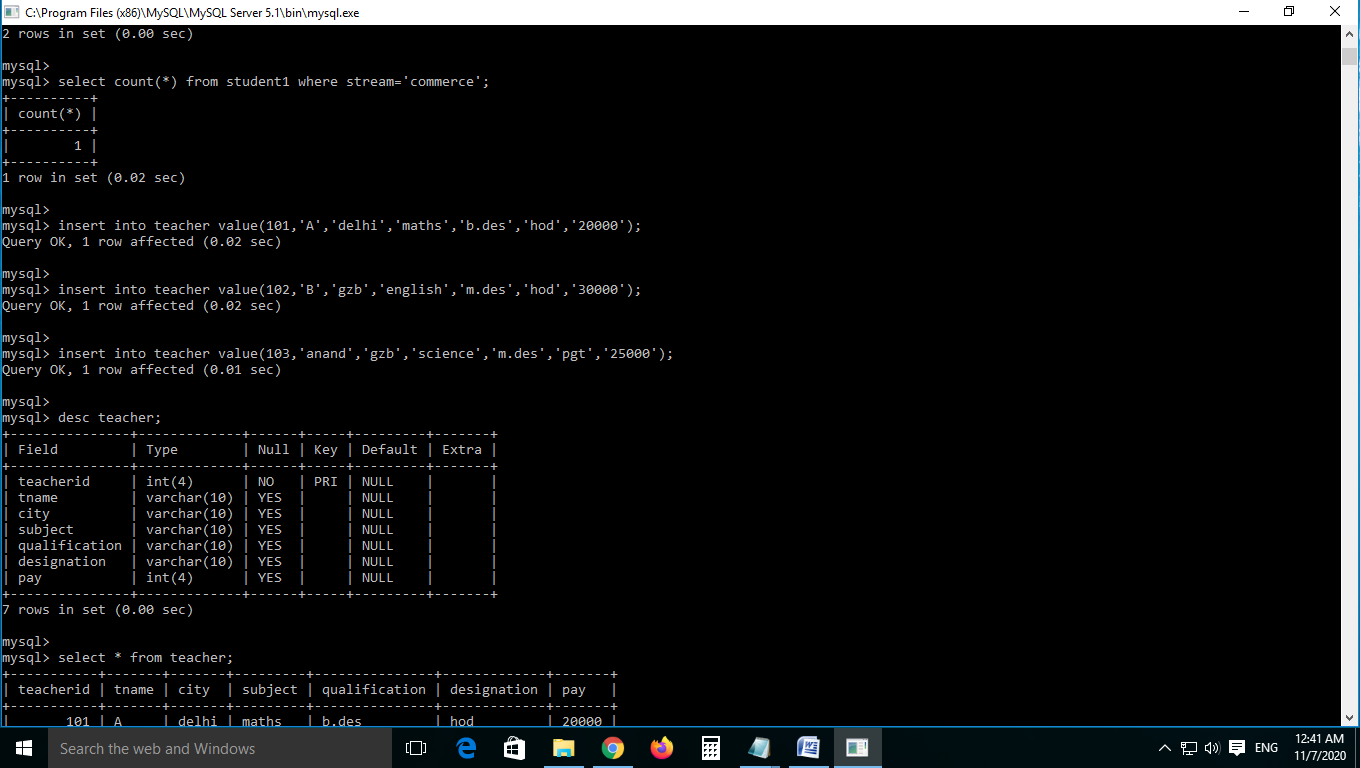 C:\Program Files (x86)\MySQL\MySQL Server 5.1\bin\mysql.exe
2 rows in set (0.00 sec)
mysql>
mysql> select count(*) from student1 where stream='commerce';
+----------+
| count(*) |
+----------+
|        1 |
+----------+
1 row in set (0.02 sec)
mysql>
mysql> insert into teacher value(101,'A','delhi','maths','b.des','hod','20000');
Query OK, 1 row affected (0.02 sec)
mysql>
mysql> insert into teacher value(102,'B','gzb','english','m.des','hod','30000');
Query OK, 1 row affected (0.02 sec)
mysql>
mysql> insert into teacher value(103,'anand','gzb','science','m.des','pgt','25000');
Query OK, 1 row affected (0.01 sec)
mysql>
mysql> desc teacher;
+---------------+-------------+------+-----+---------+-------+
| Field         | Type        | Null | Key | Default | Extra |
+---------------+-------------+------+-----+---------+-------+
| teacherid     | int(4)      | NO   | PRI | NULL    |       |
| tname         | varchar(10) | YES  |     | NULL    |       |
| city          | varchar(10) | YES  |     | NULL    |       |
| subject       | varchar(10) | YES  |     | NULL    |       |
| qualification | varchar(10) | YES  |     | NULL    |       |
| designation   | varchar(10) | YES  |     | NULL    |       |
| pay           | int(4)      | YES  |     | NULL    |       |
+---------------+-------------+------+-----+---------+-------+
7 rows in set (0.00 sec)
mysql>
mysql> select * from teacher;
+-----------+-------+-------+---------+---------------+-------------+-------+
| teacherid | tname | city  | subject | qualification | designation | pay   |
+-----------+-------+-------+---------+---------------+-------------+-------+
|       101 | A     | delhi | maths   | b.des         | hod         | 20000 |
Search the web and Windows
ENG
12:41 AM
11/7/2020